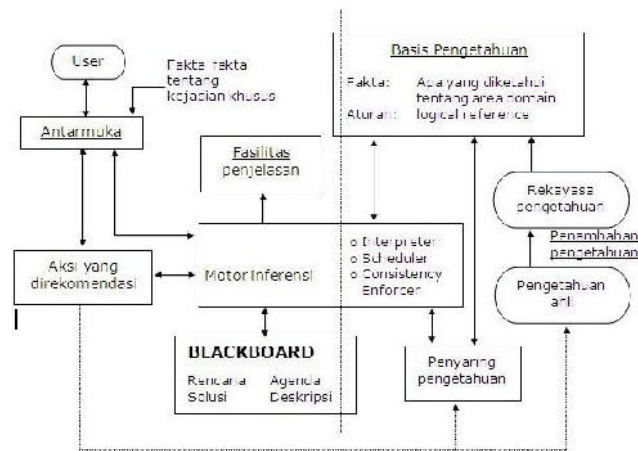 User
Fakta fakta
tentang
kejadian khusus
Antarmuka
Basis Pengetahuan
Fakta: Apa yang diketahui
tentang area domain
Aturan: logical reference
Fasilitas
penjelasan
Rekayasa
pengetahuan
Penambahan
pengetahuan
Aksi yang
direkomendasi
Motor Inferensi
o Interpreter
o Scheduler
o Consistency
Enforcer
Pengetahuan
ahli
BLACKBOARD
Rencana Agenda
Solusi Deskripsi
Penyaring
pengetahuan